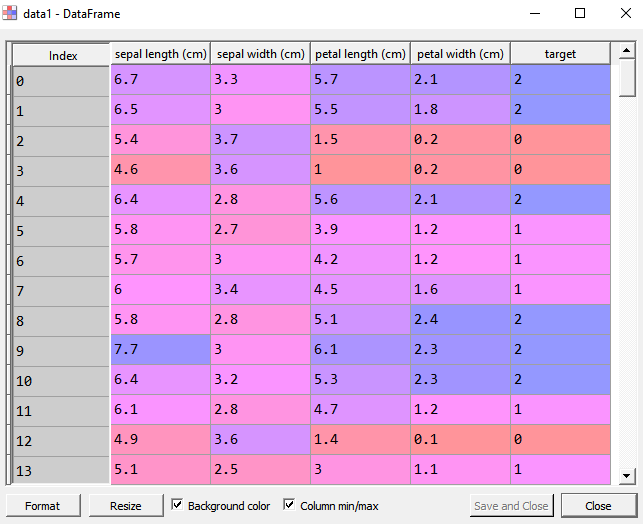 data1 - DataFrame
Index sepal length (cm) sepal width (cm) petal length (cm) petal width (cm) target
0 6.7 3.3 5.7 2.1 2
1 6.5 3 5.5 1.8 2
2 5.4 3.7 1.5 0.2 0
3 4.6 3.6 1 0.2 0
4 6.4 2.8 5.6 2.1 2
5 5.8 2.7 3.9 1.2 1
6 5.7 3 4.2 1.2 1
7 6 3.4 4.5 1.6 1
8 5.8 2.8 5.1 2.4 2
9 7.7 3 6.1 2.3 2
10 6.4 3.2 5.3 2.3 2
11 6.1 2.8 4.7 1.2 1
12 4.9 3.6 1.4 0.1 0
13 5.1 2.5 3 1.1 1
Format Resize Background color Column min/max Save and Close Close